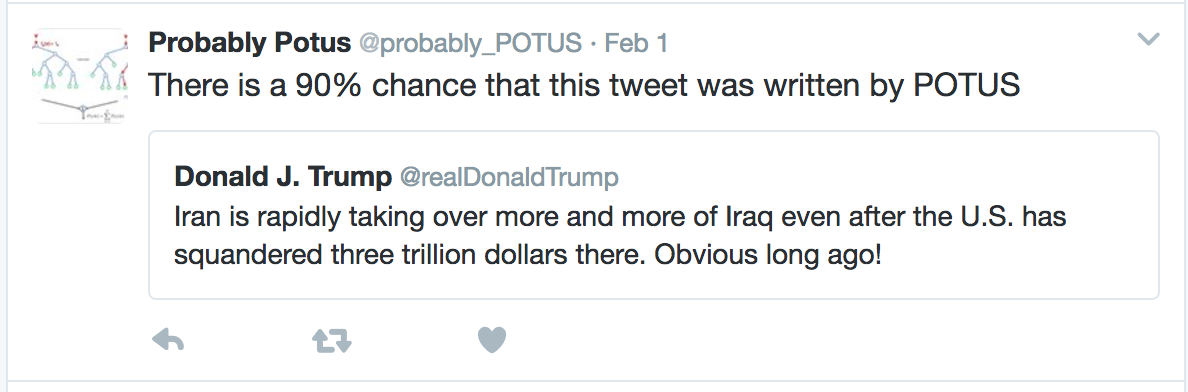 Probably Potus @probably_POTUS · Feb 1
There is a 90% chance that this tweet was written by POTUS
Donald J. Trump @realDonaldTrump
Iran is rapidly taking over more and more of Iraq even after the U.S. has
squandered three trillion dollars there. Obvious long ago!